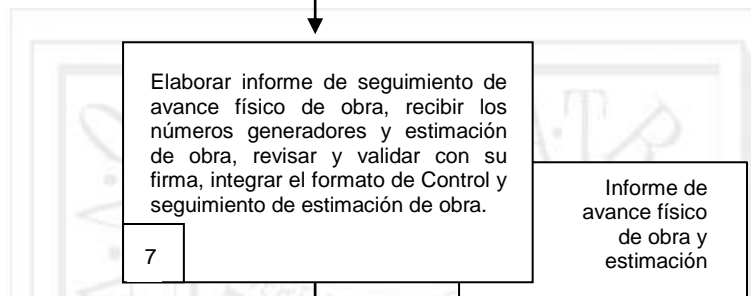 Elaborar informe de seguimiento de
avance físico de obra, recibir los
números generadores y estimación
de obra, revisar y validar con su
firma, integrar el formato de Control y
seguimiento de estimación de obra.
7
Informe de
avance físico
de obra y
estimación